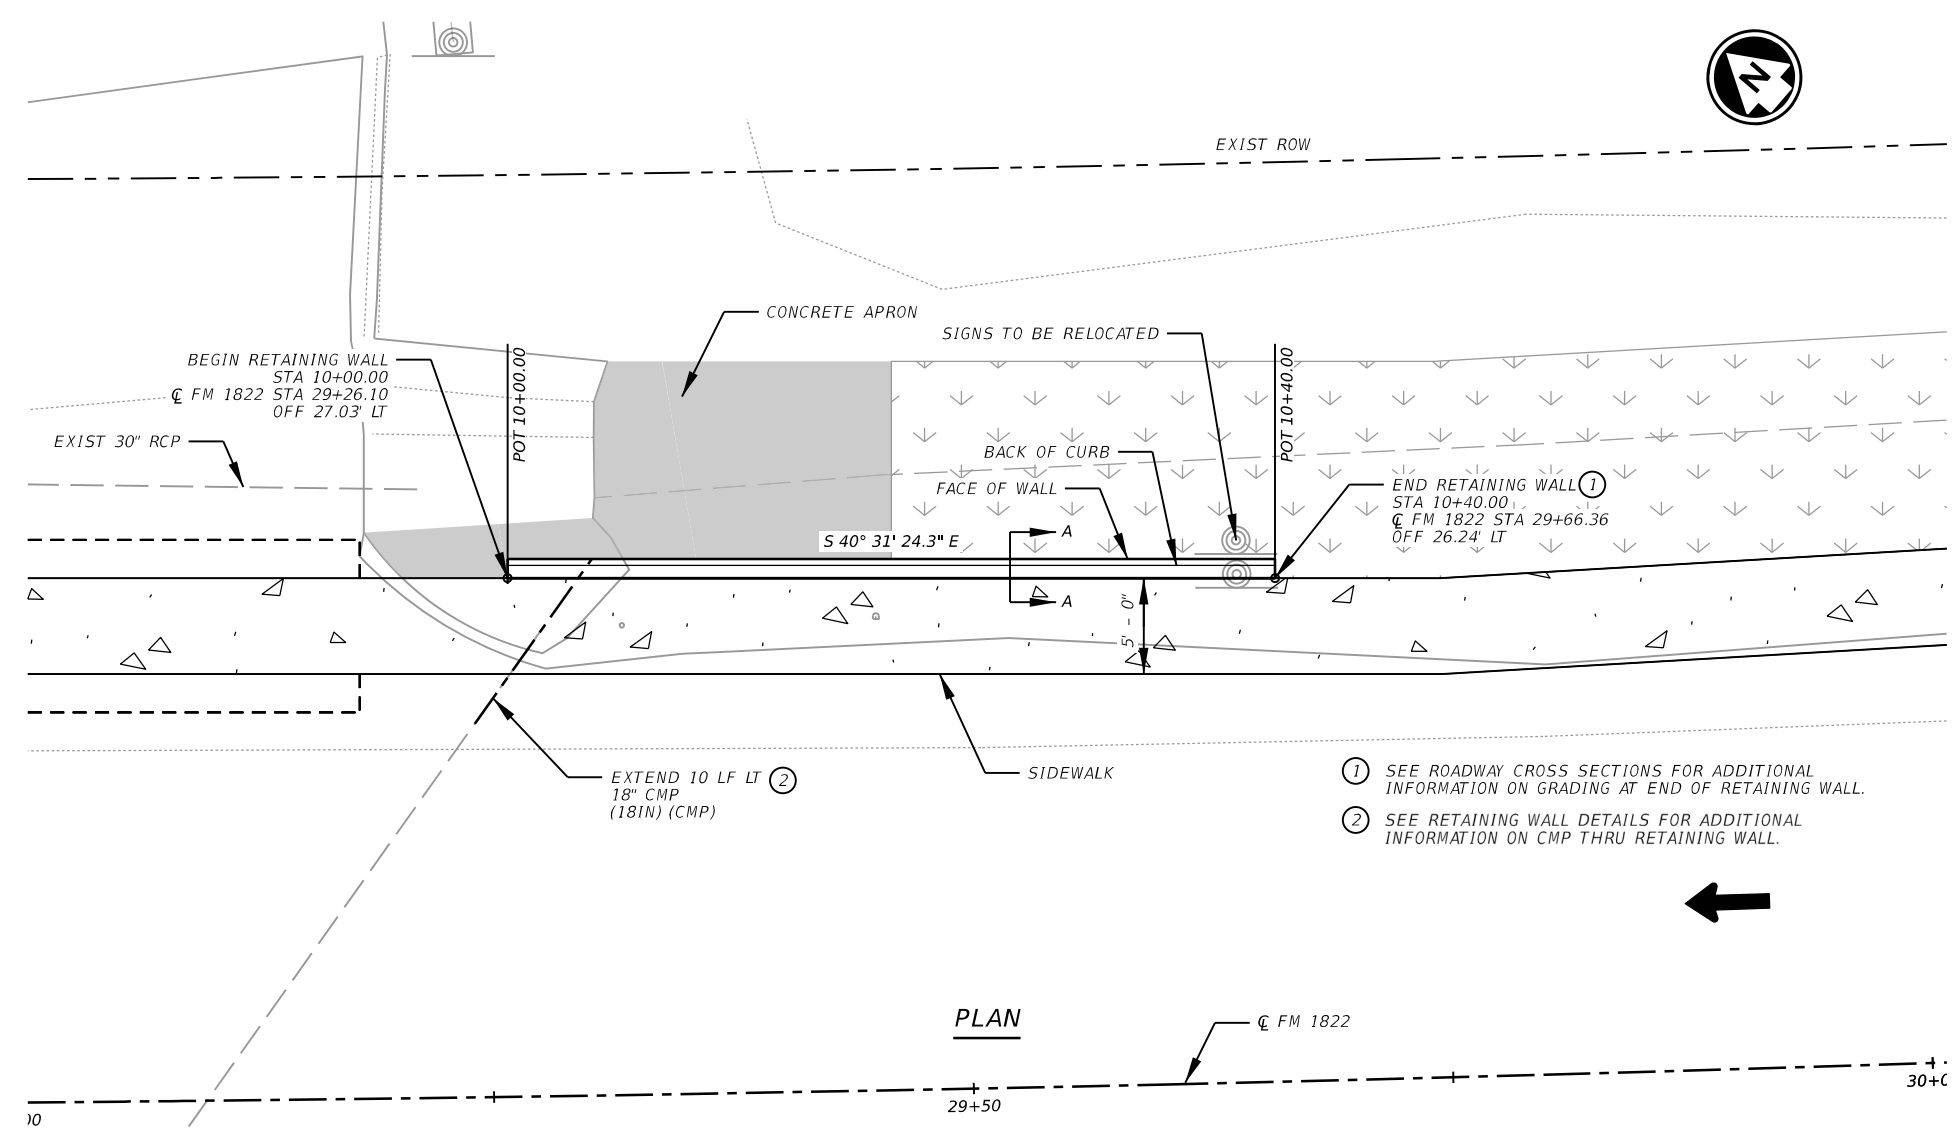 N
EXIST ROW
CONCRETE APRON
SIGNS TO BE RELOCATED
BEGIN RETAINING WALL
STA 10+00.00
℄ FM 1822 STA 29+26.10
OFF 27.03' LT
POT 10+00.00
POT 10+40.00
EXIST 30" RCP
BACK OF CURB
FACE OF WALL
END RETAINING WALL 1
STA 10+40.00
℄ FM 1822 STA 29+66.36
OFF 26.24' LT
S 40° 31' 24.3" E
A
A
5' - 0"
EXTEND 10 LF LT 2
18" CMP
(18IN) (CMP)
SIDEWALK
1 SEE ROADWAY CROSS SECTIONS FOR ADDITIONAL
INFORMATION ON GRADING AT END OF RETAINING WALL.
2 SEE RETAINING WALL DETAILS FOR ADDITIONAL
INFORMATION ON CMP THRU RETAINING WALL.
PLAN
℄ FM 1822
29+50